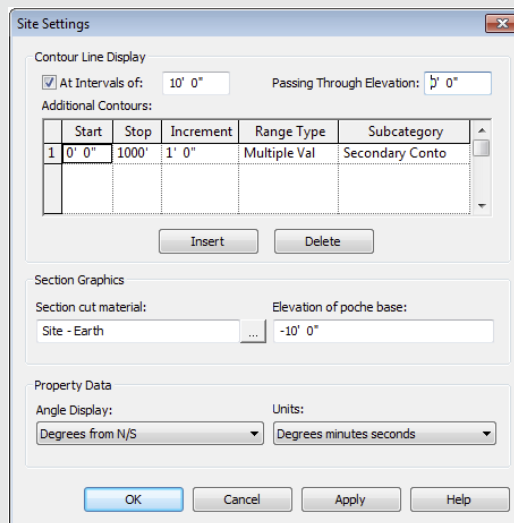 Site Settings
Contour Line Display
At Intervals of: 10' 0" Passing Through Elevation: 0"
Additional Contours:
Start Stop Increment Range Type Subcategory
1 0' 0" 1000' 1' 0" Multiple Val Secondary Conto
Insert Delete
Section Graphics
Section cut material: Elevation of poche base:
Site - Earth ... -10' 0"
Property Data
Angle Display: Units:
Degrees from N/S Degrees minutes seconds
OK Cancel Apply Help